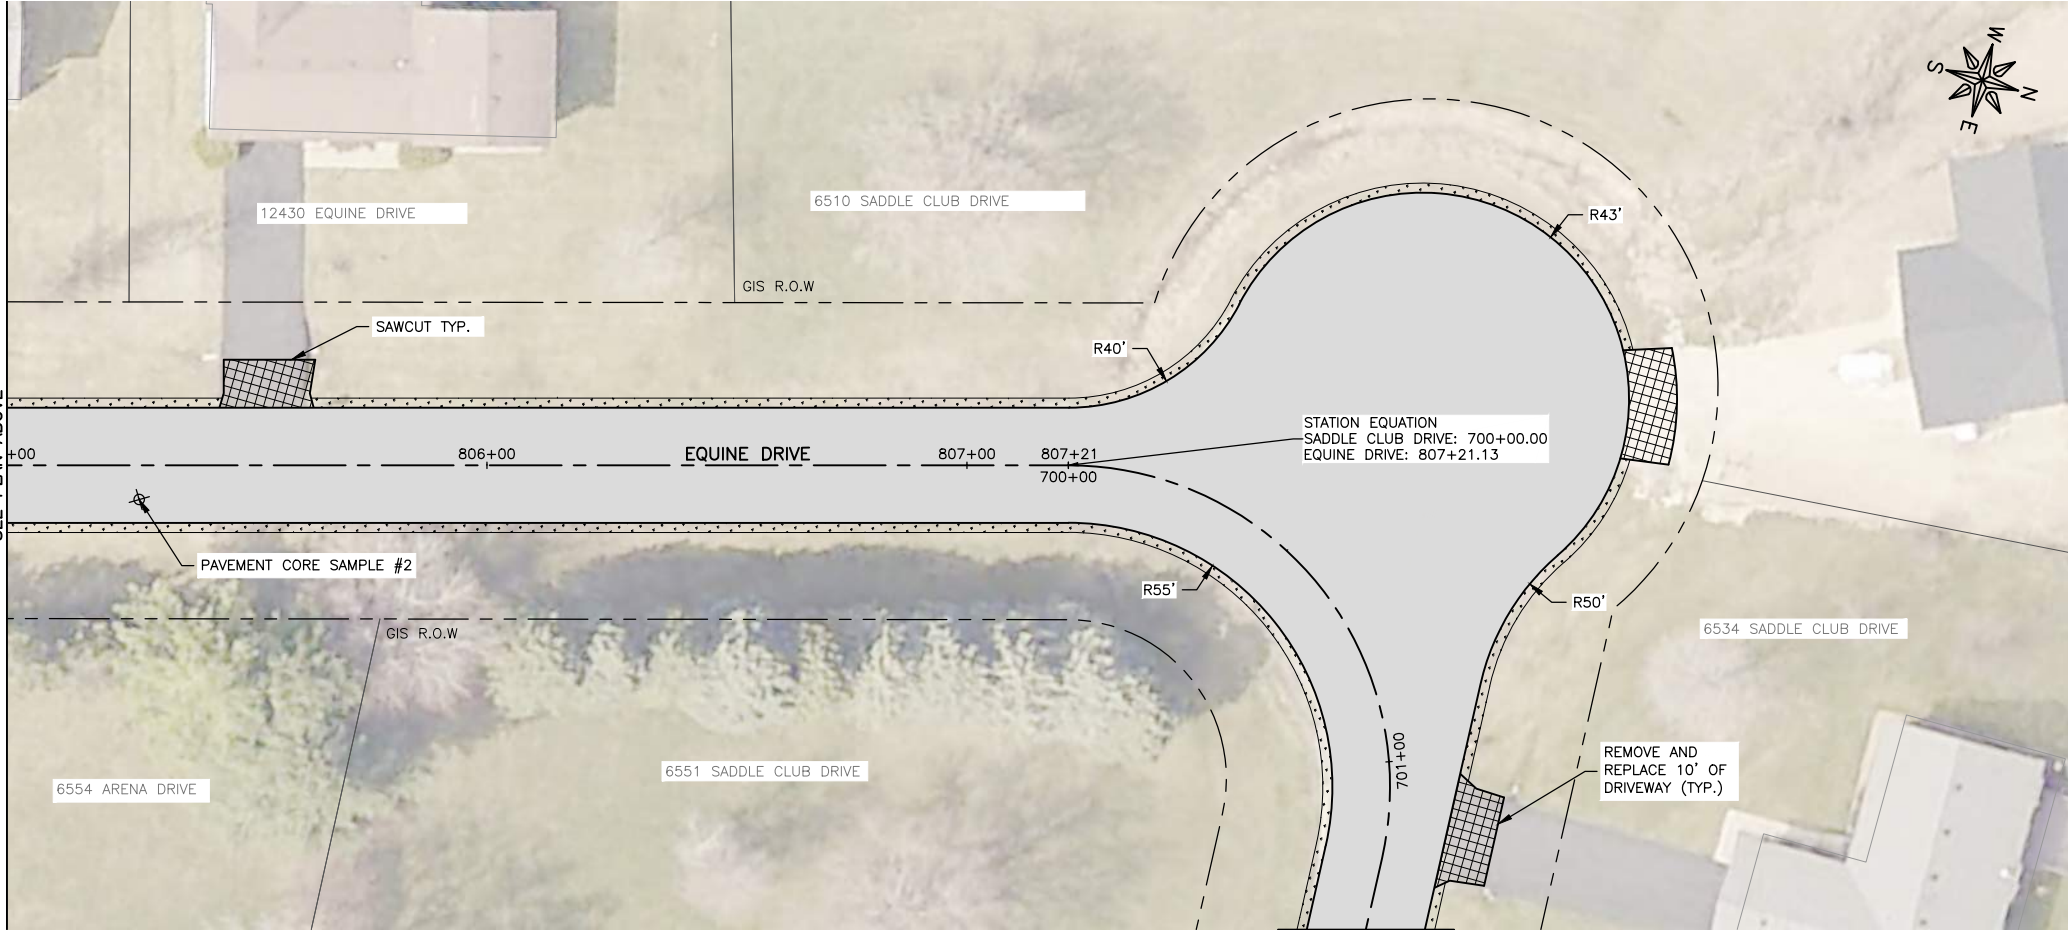 W
S
N
E
6510 SADDLE CLUB DRIVE
12430 EQUINE DRIVE
R43'
GIS R.O.W
SAWCUT TYP.
R40'
STATION EQUATION
SADDLE CLUB DRIVE: 700+00.00
EQUINE DRIVE: 807+21.13
+00
806+00
EQUINE DRIVE
807+00
807+21
700+00
PAVEMENT CORE SAMPLE #2
R55'
R50'
GIS R.O.W
6534 SADDLE CLUB DRIVE
701+00
REMOVE AND
REPLACE 10' OF
DRIVEWAY (TYP.)
6551 SADDLE CLUB DRIVE
6554 ARENA DRIVE